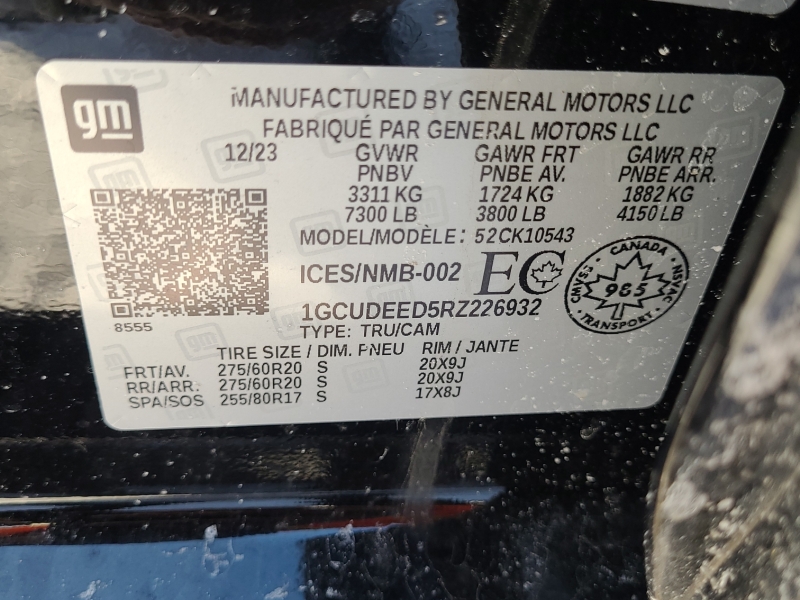 gm
MANUFACTURED BY GENERAL MOTORS LLC
FABRIQUÉ PAR GENERAL MOTORS LLC
12/23 GVWR GAWR FRT GAWR RR
PNBV PNBE AV. PNBE ARR.
3311 KG 1724 KG 1882 KG
7300 LB 3800 LB 4150 LB
MODEL/MODÈLE: 52CK10543
ICES/NMB-002 EC
CANADA
CMVSS 985 NSVAC
TRANSPORT
8555
1GCUDEED5RZ226932
TYPE: TRU/CAM
TIRE SIZE / DIM. PNEU RIM / JANTE
FRT/AV. 275/60R20 S 20X9J
RR/ARR. 275/60R20 S 20X9J
SPA/SOS 255/80R17 S 17X8J